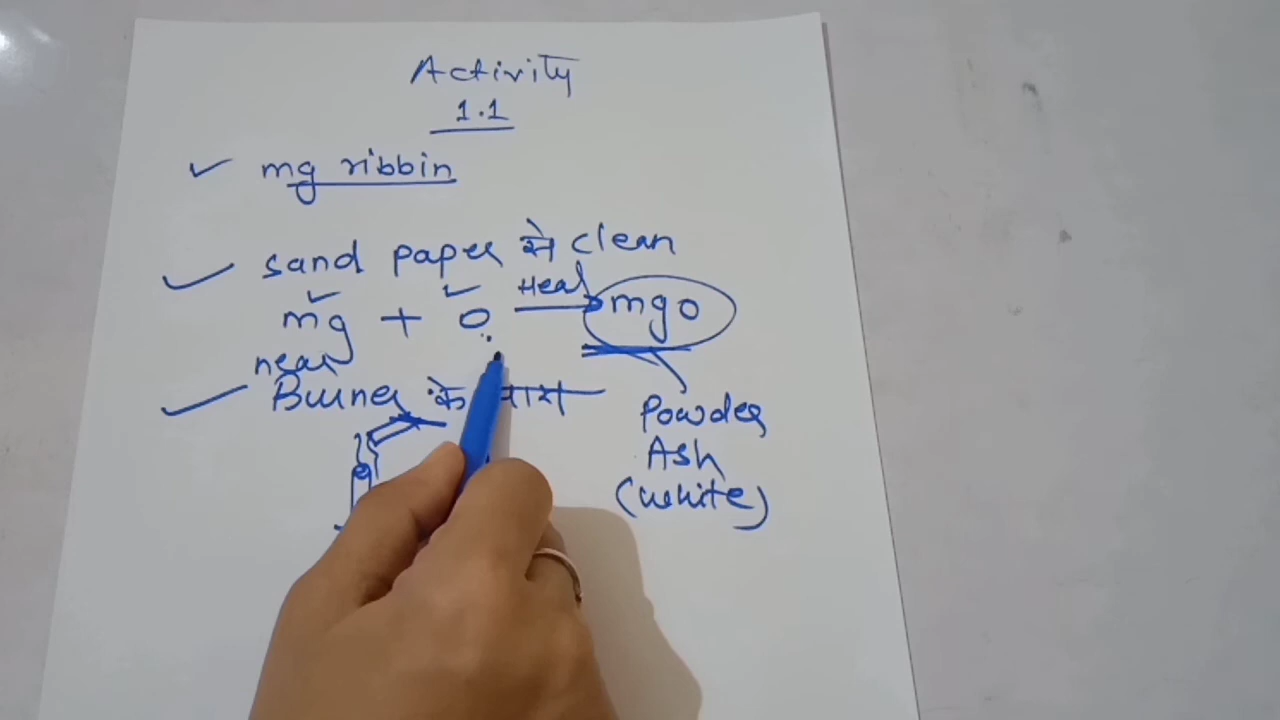 Activity
1.1
mg ribbin
sand paper से clean
mg + O Heat mgo
near
Burner के पास
Powder
Ash
(white)